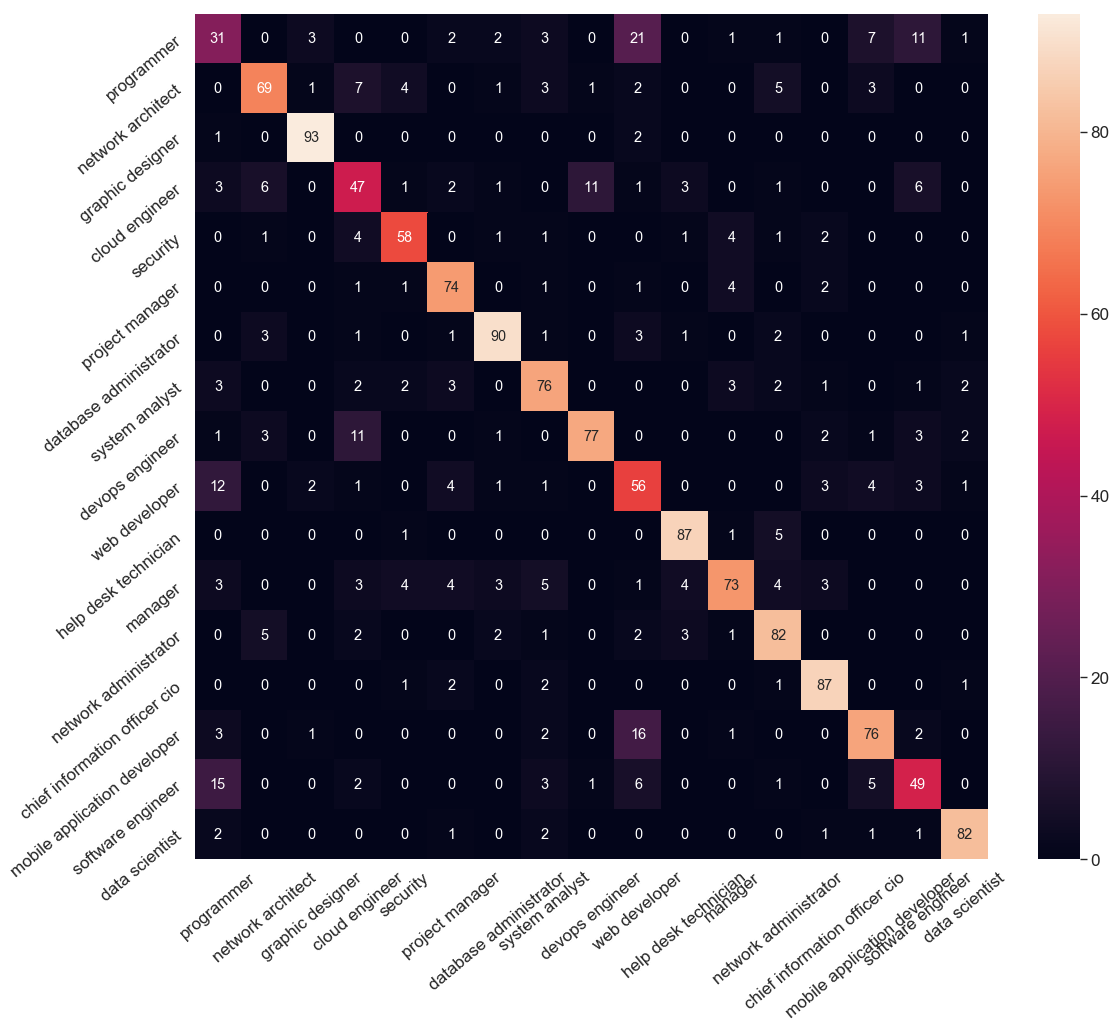 programmer 31 0 3 0 0 2 2 3 0 21 0 1 1 0 7 11 1
network architect 0 69 1 7 4 0 1 3 1 2 0 0 5 0 3 0 0
graphic designer 1 0 93 0 0 0 0 0 0 2 0 0 0 0 0 0 0
cloud engineer 3 6 0 47 1 2 1 0 11 1 3 0 1 0 0 6 0
security 0 1 0 4 58 0 1 1 0 0 1 4 1 2 0 0 0
project manager 0 0 0 1 1 74 0 1 0 1 0 4 0 2 0 0 0
database administrator 0 3 0 1 0 1 90 1 0 3 1 0 2 0 0 0 1
system analyst 3 0 0 2 2 3 0 76 0 0 0 3 2 1 0 1 2
devops engineer 1 3 0 11 0 0 1 0 77 0 0 0 0 2 1 3 2
web developer 12 0 2 1 0 4 1 1 0 56 0 0 0 3 4 3 1
help desk technician 0 0 0 0 1 0 0 0 0 0 87 1 5 0 0 0 0
manager 3 0 0 3 4 4 3 5 0 1 4 73 4 3 0 0 0
network administrator 0 5 0 2 0 0 2 1 0 2 3 1 82 0 0 0 0
chief information officer cio 0 0 0 0 1 2 0 2 0 0 0 0 1 87 0 0 1
mobile application developer 3 0 1 0 0 0 0 2 0 16 0 1 0 0 76 2 0
software engineer 15 0 0 2 0 0 0 3 1 6 0 0 1 0 5 49 0
data scientist 2 0 0 0 0 1 0 2 0 0 0 0 0 1 1 1 82
programmer
network architect
graphic designer
cloud engineer
security
project manager
database administrator
system analyst
devops engineer
web developer
help desk technician
manager
network administrator
chief information officer cio
mobile application developer
software engineer
data scientist
80
60
40
20
0